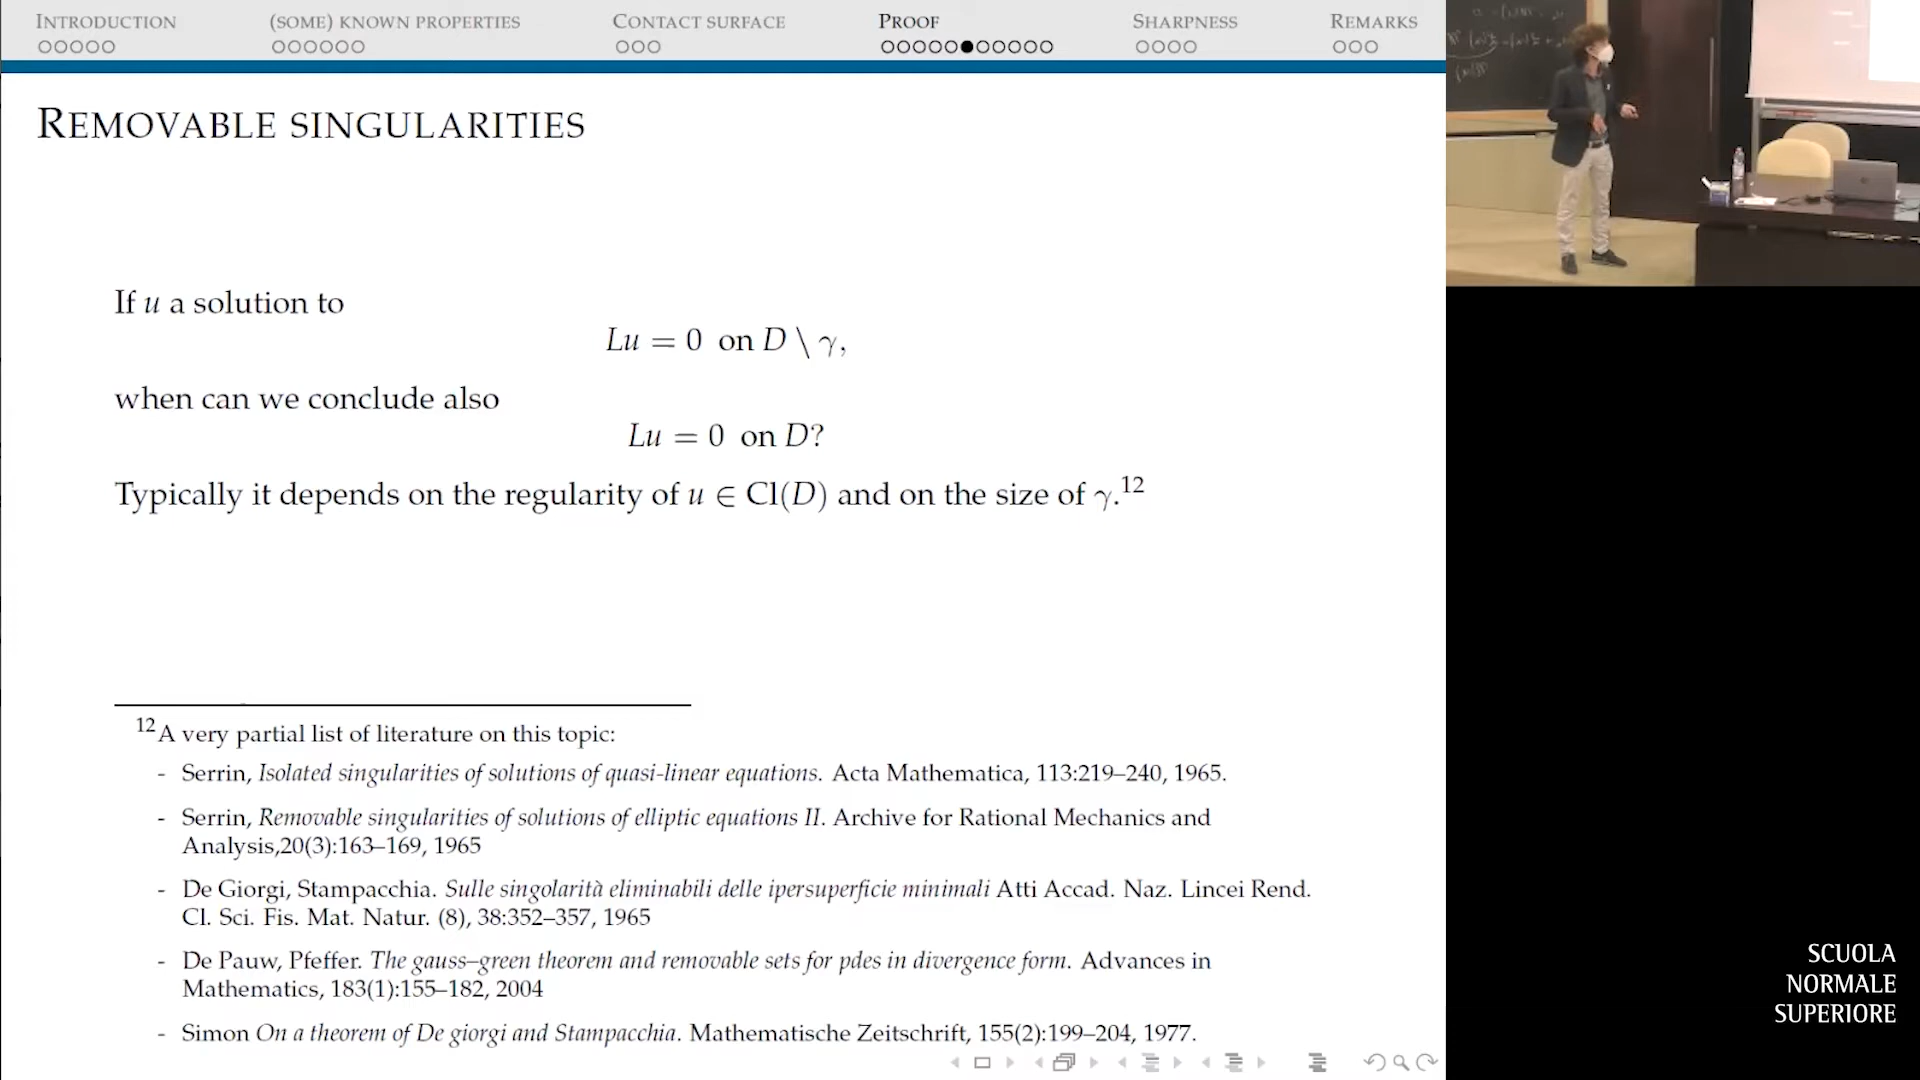 INTRODUCTION (SOME) KNOWN PROPERTIES CONTACT SURFACE PROOF SHARPNESS REMARKS
REMOVABLE SINGULARITIES
If u a solution to
Lu = 0 on D \ γ,
when can we conclude also
Lu = 0 on D?
Typically it depends on the regularity of u ∈ Cl(D) and on the size of γ.12
12A very partial list of literature on this topic:
- Serrin, Isolated singularities of solutions of quasi-linear equations. Acta Mathematica, 113:219–240, 1965.
- Serrin, Removable singularities of solutions of elliptic equations II. Archive for Rational Mechanics and
Analysis,20(3):163–169, 1965
- De Giorgi, Stampacchia. Sulle singolarità eliminabili delle ipersuperficie minimali Atti Accad. Naz. Lincei Rend.
Cl. Sci. Fis. Mat. Natur. (8), 38:352–357, 1965
- De Pauw, Pfeffer. The gauss–green theorem and removable sets for pdes in divergence form. Advances in
Mathematics, 183(1):155–182, 2004
- Simon On a theorem of De giorgi and Stampacchia. Mathematische Zeitschrift, 155(2):199–204, 1977.
SCUOLA
NORMALE
SUPERIORE